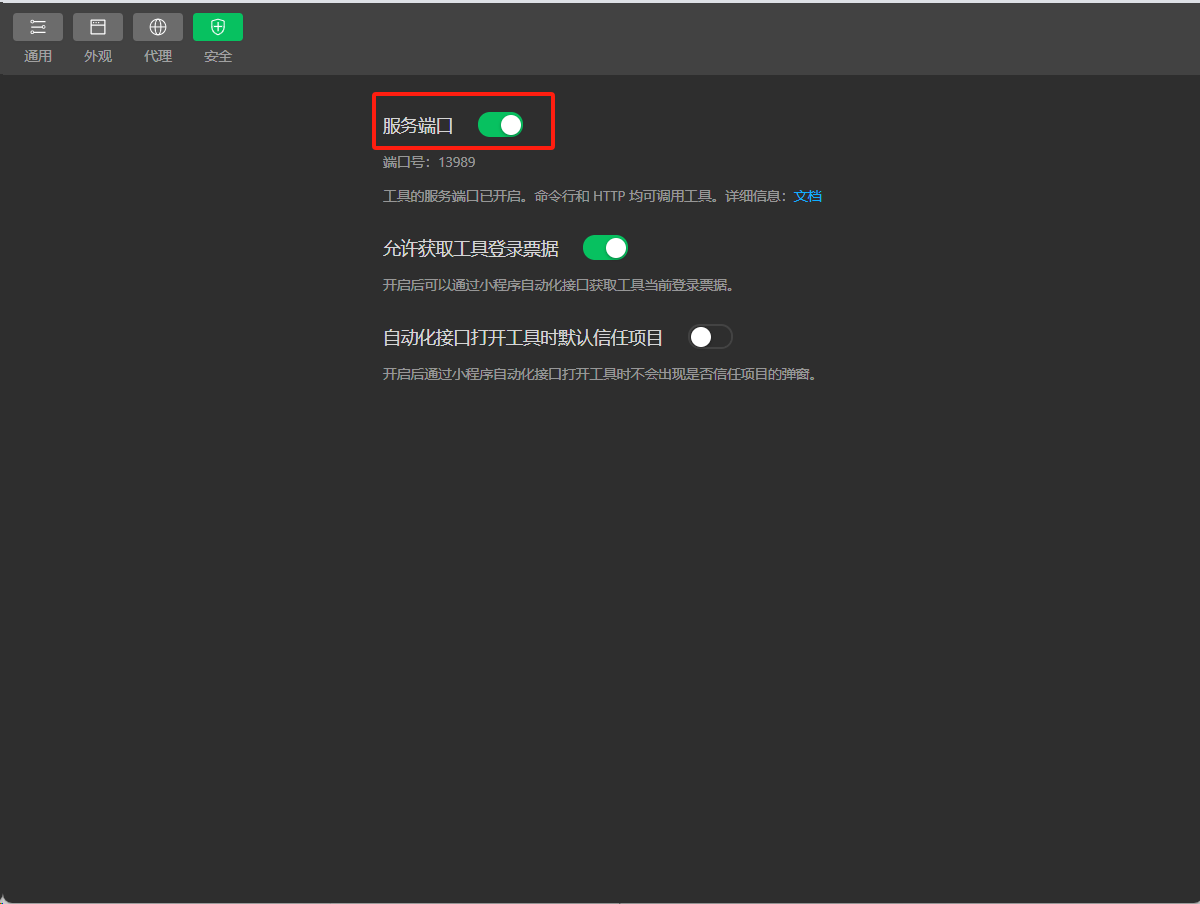 通用 外观 代理 安全
服务端口
端口号：13989
工具的服务端口已开启。命令行和 HTTP 均可调用工具。详细信息：文档
允许获取工具登录票据
开启后可以通过小程序自动化接口获取工具当前登录票据。
自动化接口打开工具时默认信任项目
开启后通过小程序自动化接口打开工具时不会出现是否信任项目的弹窗。